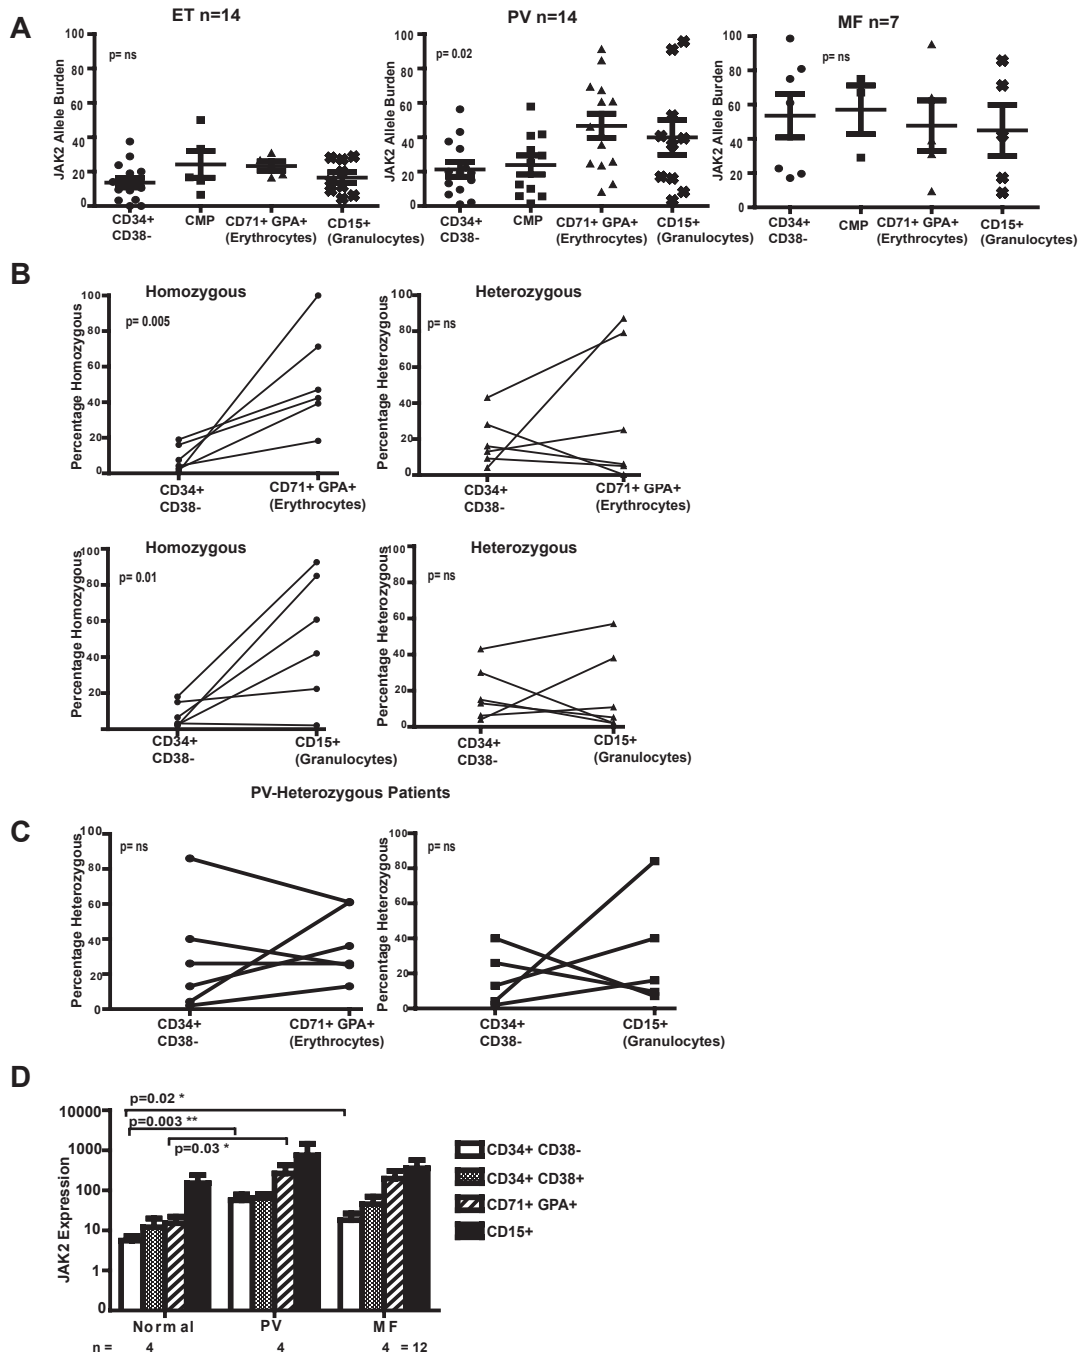 A
ET n=14
PV n=14
MF n=7
JAK2 Allele Burden
100
80
60
40
20
0
p= ns
CD34+
CD38-
CMP
CD71+ GPA+
(Erythrocytes)
CD15+
(Granulocytes)
JAK2 Allele Burden
100
80
60
40
20
0
p= 0.02
CD34+
CD38-
CMP
CD71+ GPA+
(Erythrocytes)
CD15+
(Granulocytes)
JAK2 Allele Burden
100
80
60
40
20
0
p= ns
CD34+
CD38-
CMP
CD71+ GPA+
(Erythrocytes)
CD15+
(Granulocytes)
B
Homozygous
Percentage Homozygous
100
80
60
40
20
0
p= 0.005
CD34+
CD38-
CD71+ GPA+
(Erythrocytes)
Heterozygous
Percentage Heterozygous
100
80
60
40
20
0
p= ns
CD34+
CD38-
CD71+ GPA+
(Erythrocytes)
Homozygous
Percentage Homozygous
100
80
60
40
20
p= 0.01
CD34+
CD38-
CD15+
(Granulocytes)
Heterozygous
Percentage Heterozygous
100
80
60
40
20
0
p= ns
CD34+
CD38-
CD15+
(Granulocytes)
PV-Heterozygous Patients
C
Percentage Heterozygous
100
80
60
40
20
0
p= ns
CD34+
CD38-
CD71+ GPA+
(Erythrocytes)
Percentage Heterozygous
100
80
60
40
20
0
p= ns
CD34+
CD38-
CD15+
(Granulocytes)
D
JAK2 Expression
10000
1000
100
10
1
0
p=0.02 *
p=0.003 **
p=0.03 *
CD34+ CD38-
CD34+ CD38+
CD71+ GPA+
CD15+
Normal PV MF
n = 4 4 4 = 12